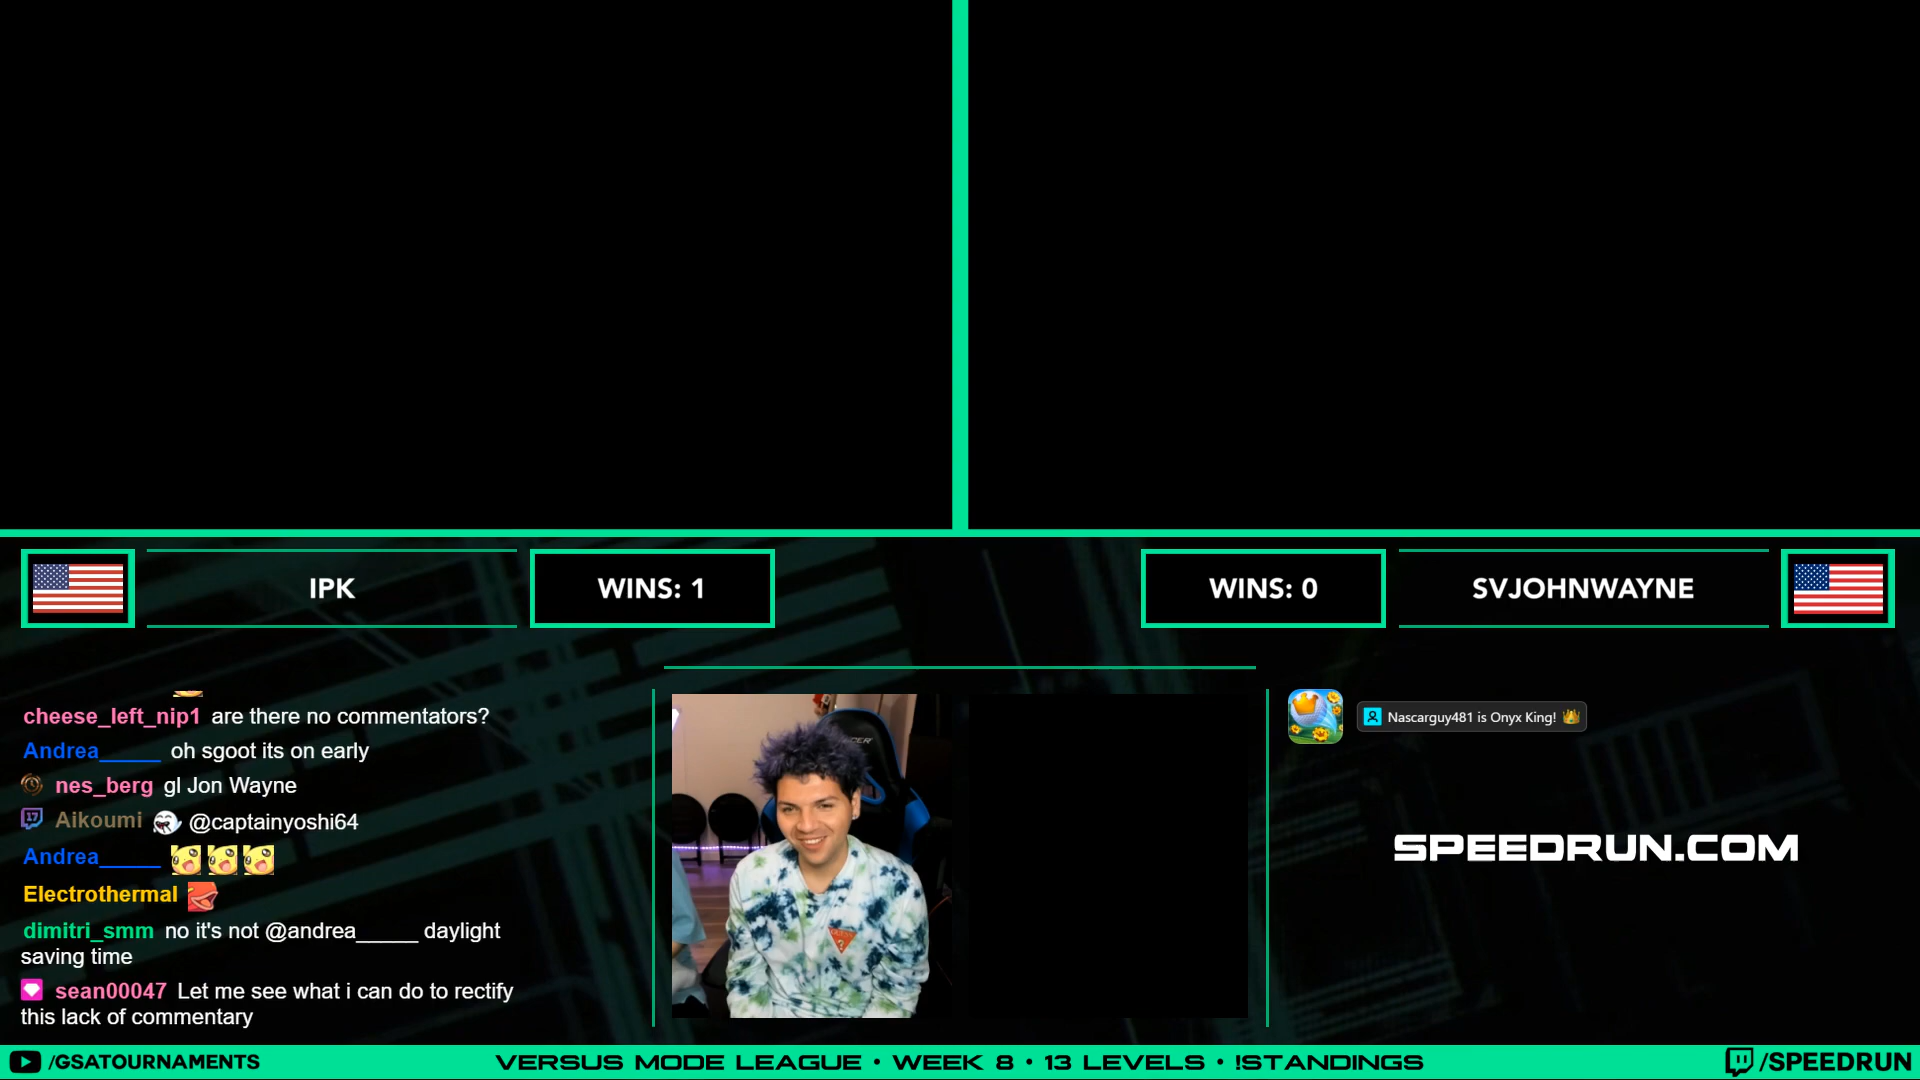 IPK
WINS: 1
WINS: 0
SVJOHNWAYNE
cheese_left_nip1 are there no commentators?
Andrea_____ oh sgoot its on early
nes_berg gl Jon Wayne
17 Aikoumi @captainyoshi64
Andrea_____
Electrothermal
dimitri_smm no it's not @andrea_____ daylight
saving time
sean00047 Let me see what i can do to rectify
this lack of commentary
Nascarguy481 is Onyx King!
SPEEDRUN.COM
/GSATOURNAMENTS
VERSUS MODE LEAGUE • WEEK 8 • 13 LEVELS • !STANDINGS
/SPEEDRUN